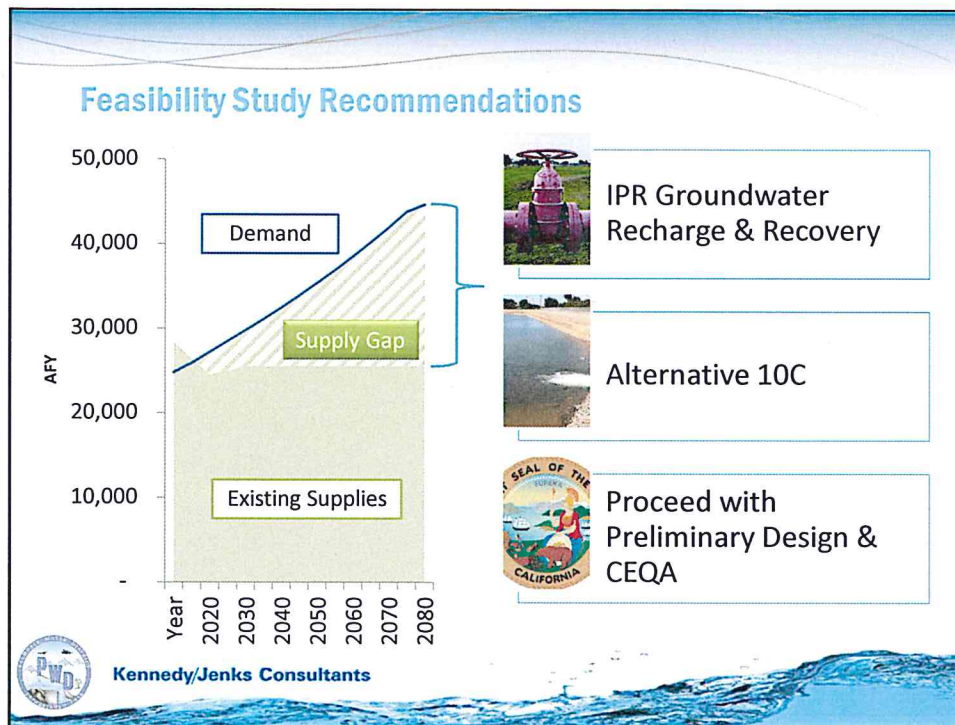 Feasibility Study Recommendations
50,000
40,000
30,000
20,000
10,000
-
AFY
Demand
Supply Gap
Existing Supplies
Year
2020
2030
2040
2050
2060
2070
2080
IPR Groundwater
Recharge & Recovery
Alternative 10C
SEAL OF THE
EUREKA
CALIFORNIA
Proceed with
Preliminary Design &
CEQA
PWD
Kennedy/Jenks Consultants